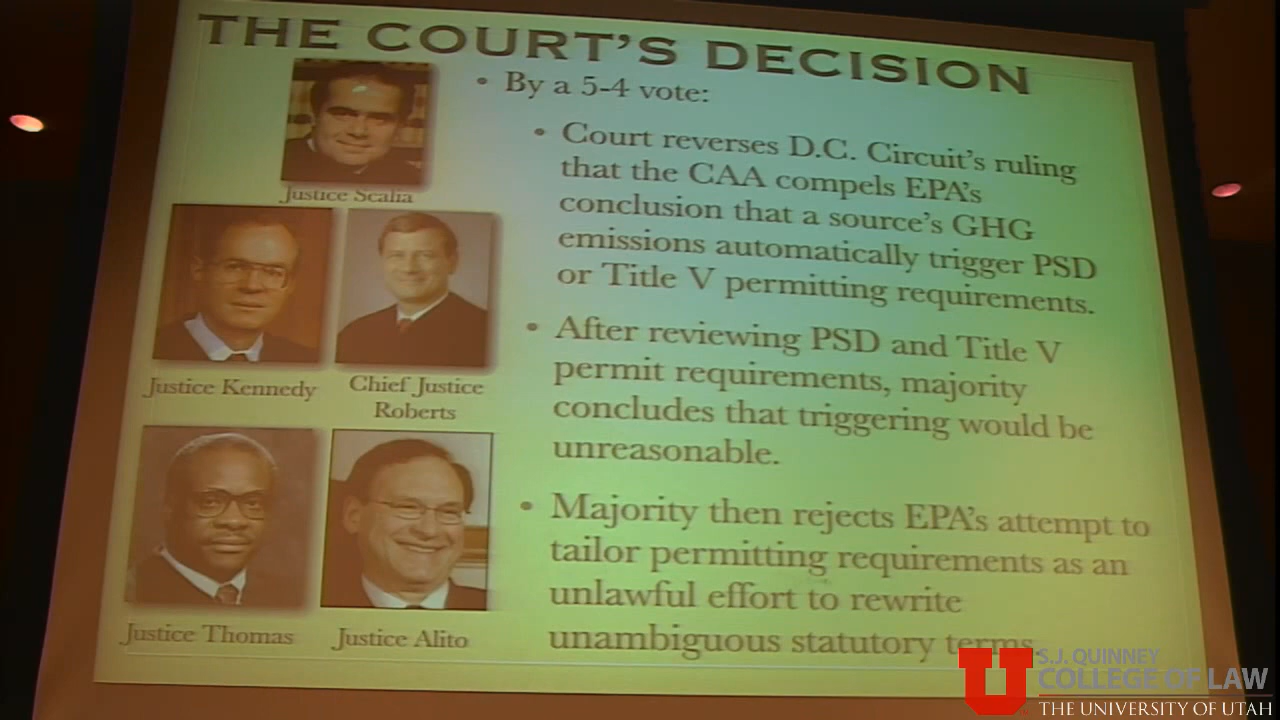 THE COURT'S DECISION
• By a 5-4 vote:
• Court reverses D.C. Circuit's ruling
that the CAA compels EPA's
conclusion that a source's GHG
emissions automatically trigger PSD
or Title V permitting requirements.
• After reviewing PSD and Title V
permit requirements, majority
concludes that triggering would be
unreasonable.
• Majority then rejects EPA's attempt to
tailor permitting requirements as an
unlawful effort to rewrite
unambiguous statutory terms.
Justice Scalia
Justice Kennedy
Chief Justice
Roberts
Justice Thomas
Justice Alito
U
S.J. QUINNEY
COLLEGE OF LAW
THE UNIVERSITY OF UTAH